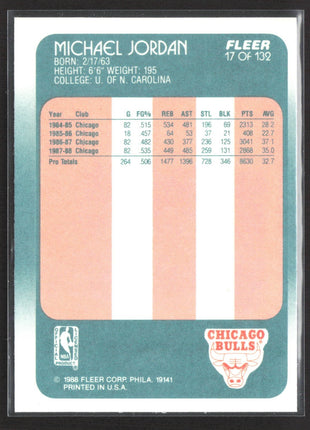 MICHAEL JORDAN
FLEER
BORN: 2/17/63
17 OF 132
HEIGHT: 6'6" WEIGHT: 195
COLLEGE: U. OF N. CAROLINA
Year Club G FG% REB AST STL BLK PTS AVG
1984-85 Chicago 82 .515 534 481 196 69 2313 28.2
1985-86 Chicago 18 .457 64 53 37 21 408 22.7
1986-87 Chicago 82 .482 430 377 236 125 3041 37.1
1987-88 Chicago 82 .535 449 485 259 131 2868 35.0
Pro Totals 264 .506 1477 1396 728 346 8630 32.7
NBA
CHICAGO
BULLS
© 1988 FLEER CORP. PHILA. 19141
PRINTED IN U.S.A.